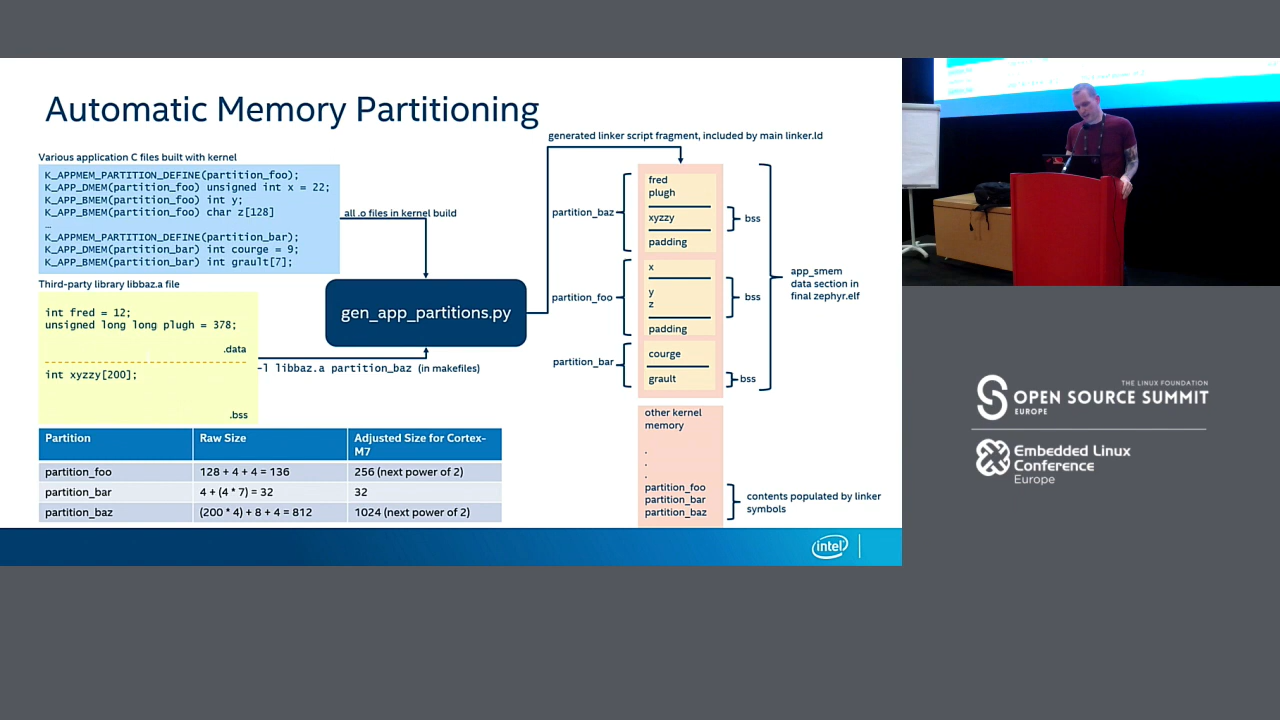 Automatic Memory Partitioning
generated linker script fragment, included by main linker.ld
Various application C files built with kernel
K_APPMEM_PARTITION_DEFINE(partition_foo);
K_APP_DMEM(partition_foo) unsigned int x = 22;
K_APP_BMEM(partition_foo) int y;
K_APP_BMEM(partition_foo) char z[128]
…
K_APPMEM_PARTITION_DEFINE(partition_bar);
K_APP_DMEM(partition_bar) int courge = 9;
K_APP_BMEM(partition_bar) int grault[7];
all .o files in kernel build
Third-party library libbaz.a file
int fred = 12;
unsigned long long plugh = 378;
.data
int xyzzy[200];
.bss
gen_app_partitions.py
-l libbaz.a partition_baz (in makefiles)
partition_baz
fred
plugh
xyzzy
bss
padding
partition_foo
x
y
z
bss
padding
partition_bar
courge
grault
bss
app_smem
data section in
final zephyr.elf
other kernel
memory
.
.
.
partition_foo
partition_bar
partition_baz
contents populated by linker
symbols
Partition Raw Size Adjusted Size for Cortex-
M7
partition_foo 128 + 4 + 4 = 136 256 (next power of 2)
partition_bar 4 + (4 * 7) = 32 32
partition_baz (200 * 4) + 8 + 4 = 812 1024 (next power of 2)
intel
THE LINUX FOUNDATION
OPEN SOURCE SUMMIT
EUROPE
Embedded Linux
Conference
Europe